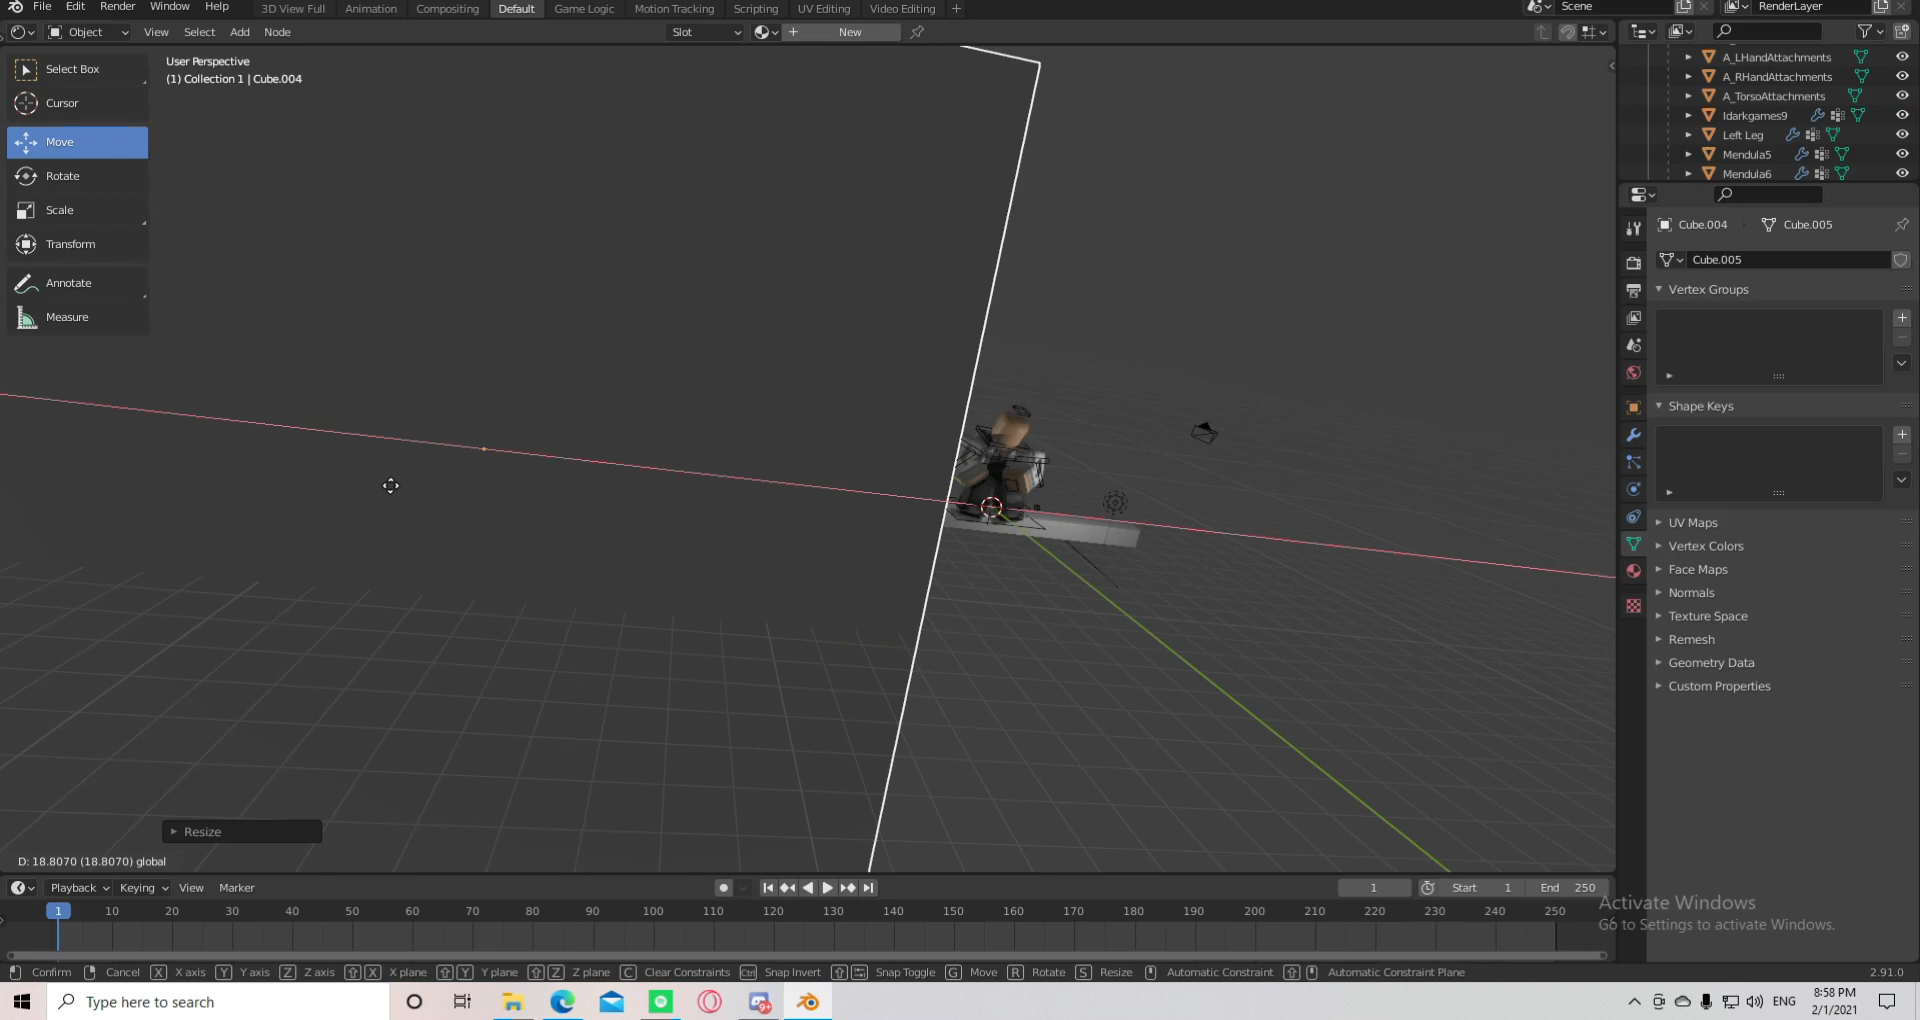 File Edit Render Window Help 3D View Full Animation Compositing Default Game Logic Motion Tracking Scripting UV Editing Video Editing + Scene RenderLayer
Object View Select Add Node Slot New
User Perspective
(1) Collection 1 | Cube.004
Select Box
Cursor
Move
Rotate
Scale
Transform
Annotate
Measure
A_LHandAttachments
A_RHandAttachments
A_TorsoAttachments
Idarkgames9
Left Leg
Mendula5
Mendula6
Cube.004 Cube.005
Cube.005
Vertex Groups
Shape Keys
UV Maps
Vertex Colors
Face Maps
Normals
Texture Space
Remesh
Geometry Data
Custom Properties
Resize
D: 18.8070 (18.8070) global
Playback Keying View Marker 1 Start 1 End 250
1 10 20 30 40 50 60 70 80 90 100 110 120 130 140 150 160 170 180 190 200 210 220 230 240 250
Activate Windows
Go to Settings to activate Windows.
Confirm Cancel X X axis Y Y axis Z Z axis X X plane Y Y plane Z Z plane C Clear Constraints Ctrl Snap Invert Snap Toggle G Move R Rotate S Resize Automatic Constraint Automatic Constraint Plane 2.91.0
Type here to search 9+ ENG 8:58 PM
2/1/2021